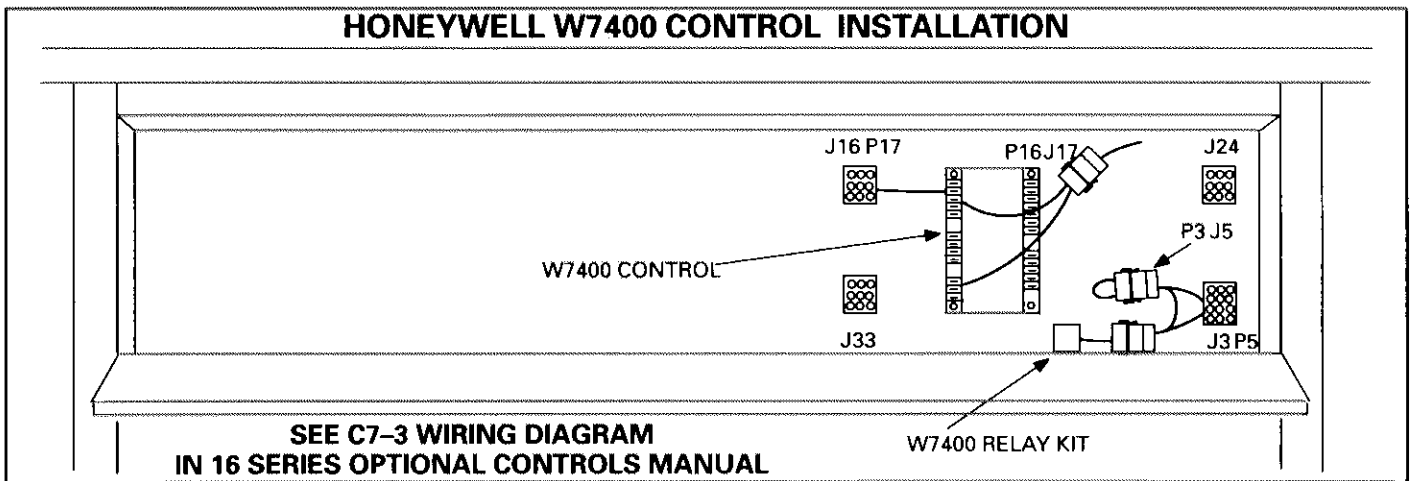 HONEYWELL W7400 CONTROL INSTALLATION
J16 P17
P16 J17
J24
P3 J5
W7400 CONTROL
J33
J3 P5
W7400 RELAY KIT
SEE C7–3 WIRING DIAGRAM
IN 16 SERIES OPTIONAL CONTROLS MANUAL